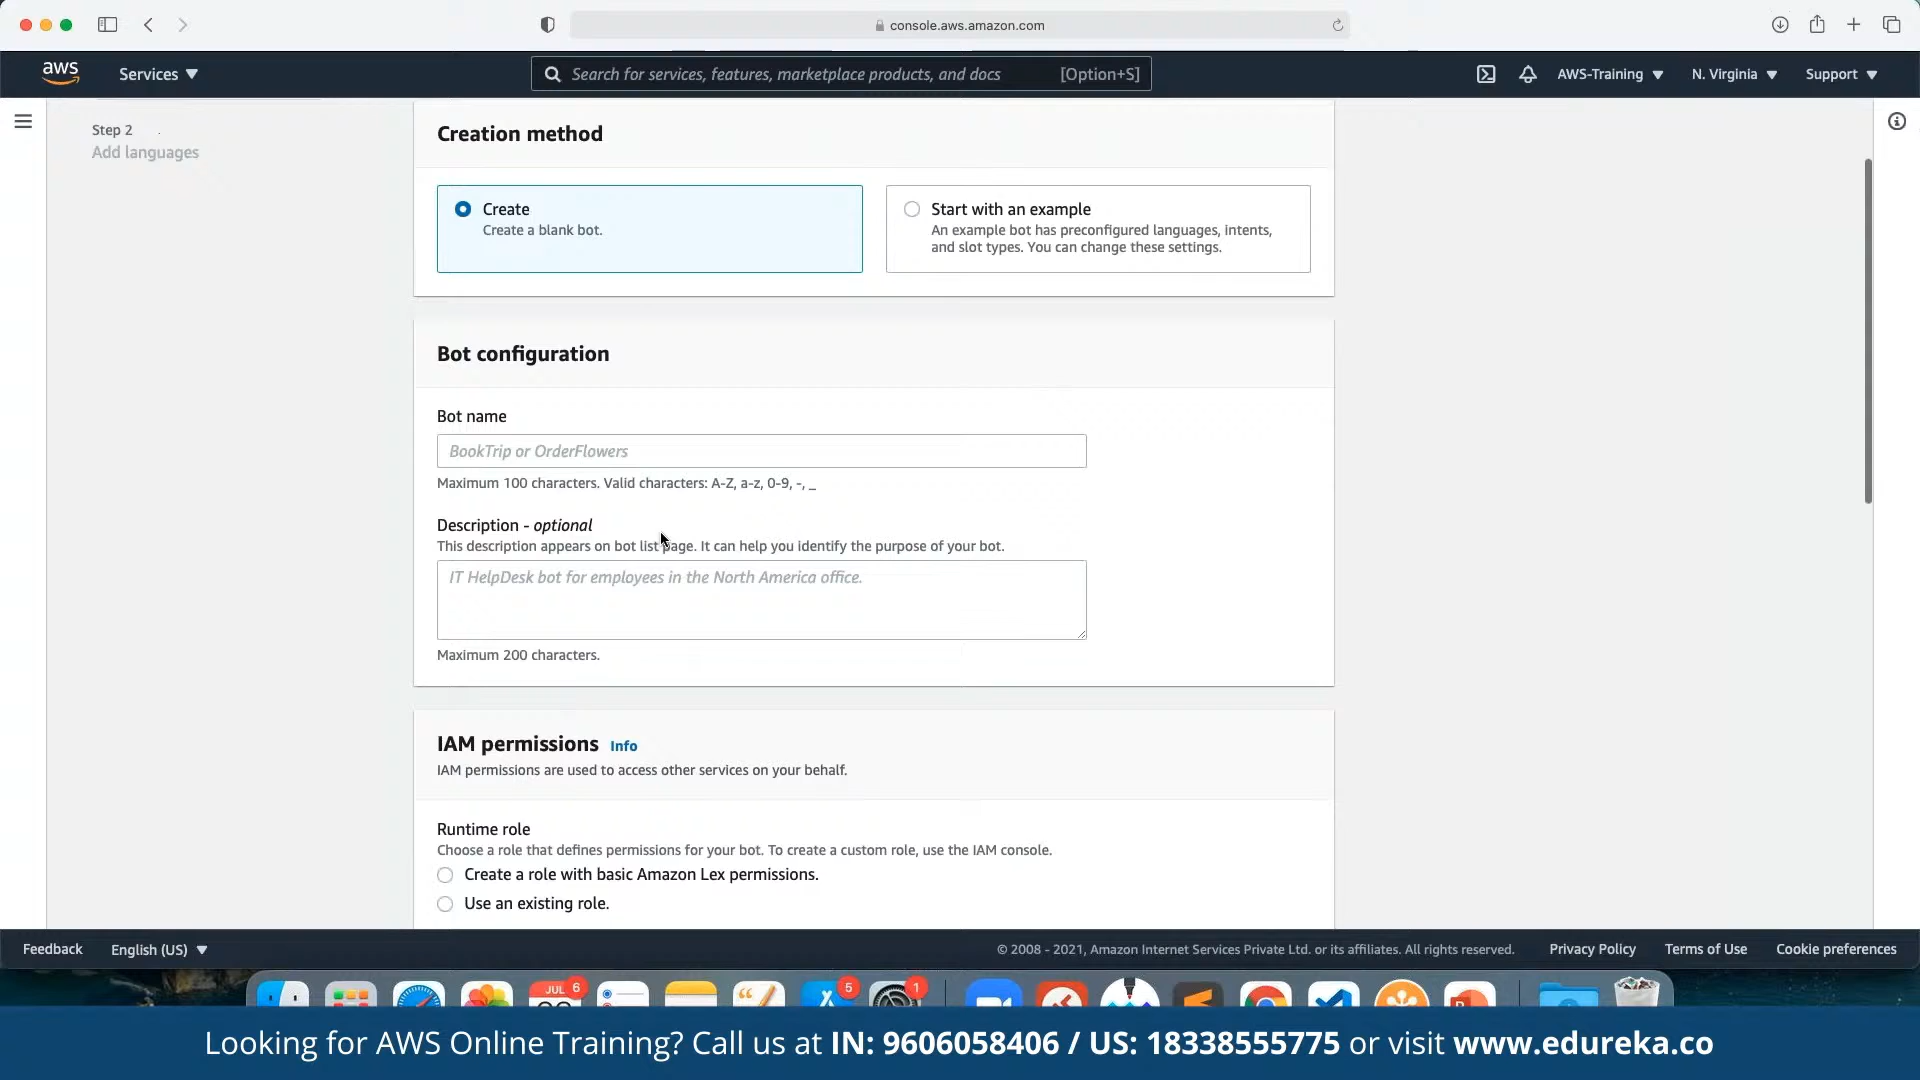 console.aws.amazon.com
aws
Services
Search for services, features, marketplace products, and docs
[Option+S]
AWS-Training
N. Virginia
Support
Step 2
Add languages
Creation method
Create
Create a blank bot.
Start with an example
An example bot has preconfigured languages, intents,
and slot types. You can change these settings.
Bot configuration
Bot name
BookTrip or OrderFlowers
Maximum 100 characters. Valid characters: A-Z, a-z, 0-9, -, _
Description - optional
This description appears on bot list page. It can help you identify the purpose of your bot.
IT HelpDesk bot for employees in the North America office.
Maximum 200 characters.
IAM permissions Info
IAM permissions are used to access other services on your behalf.
Runtime role
Choose a role that defines permissions for your bot. To create a custom role, use the IAM console.
Create a role with basic Amazon Lex permissions.
Use an existing role.
Feedback
English (US)
© 2008 - 2021, Amazon Internet Services Private Ltd. or its affiliates. All rights reserved.
Privacy Policy
Terms of Use
Cookie preferences
JUL 6
5
1
Looking for AWS Online Training? Call us at IN: 9606058406 / US: 18338555775 or visit www.edureka.co